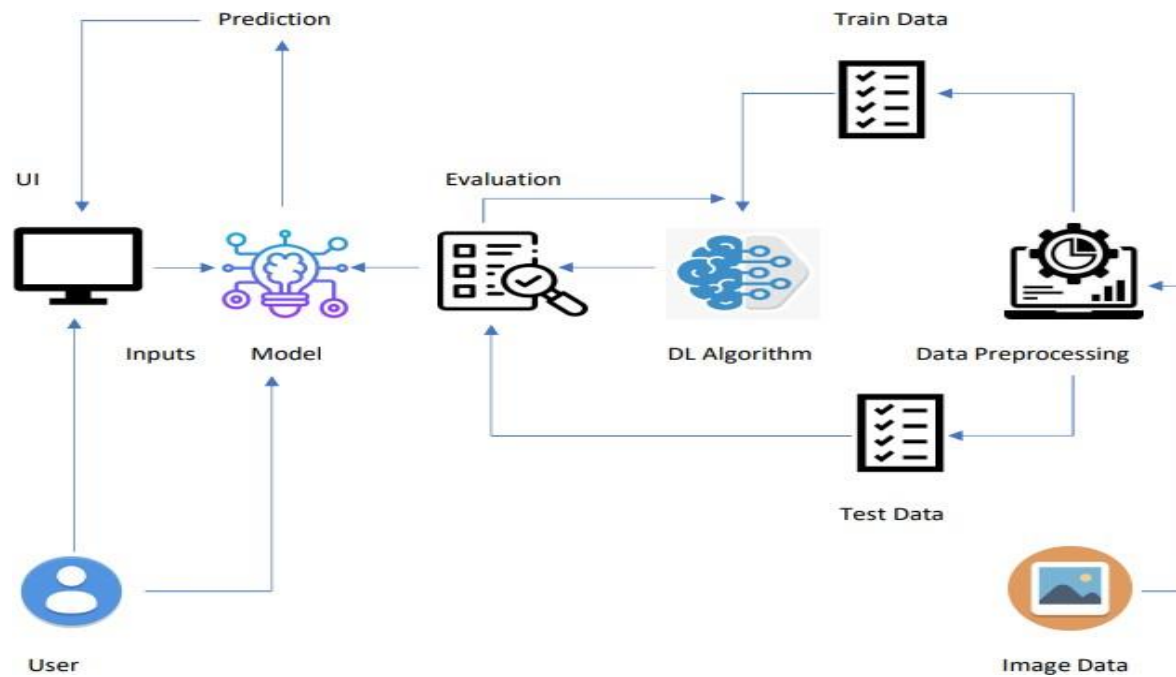 Prediction
Train Data
UI
Evaluation
Inputs
Model
DL Algorithm
Data Preprocessing
Test Data
User
Image Data